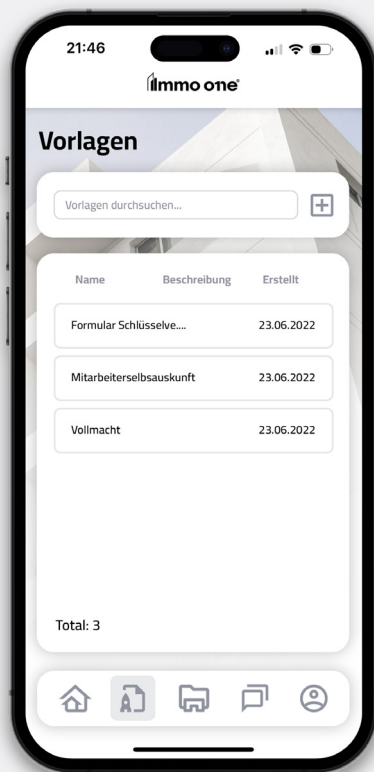 21:46
Immo one®
Vorlagen
Vorlagen durchsuchen...
Name Beschreibung Erstellt
Formular Schlüsselve.... 23.06.2022
Mitarbeiterselbsauskunft 23.06.2022
Vollmacht 23.06.2022
Total: 3